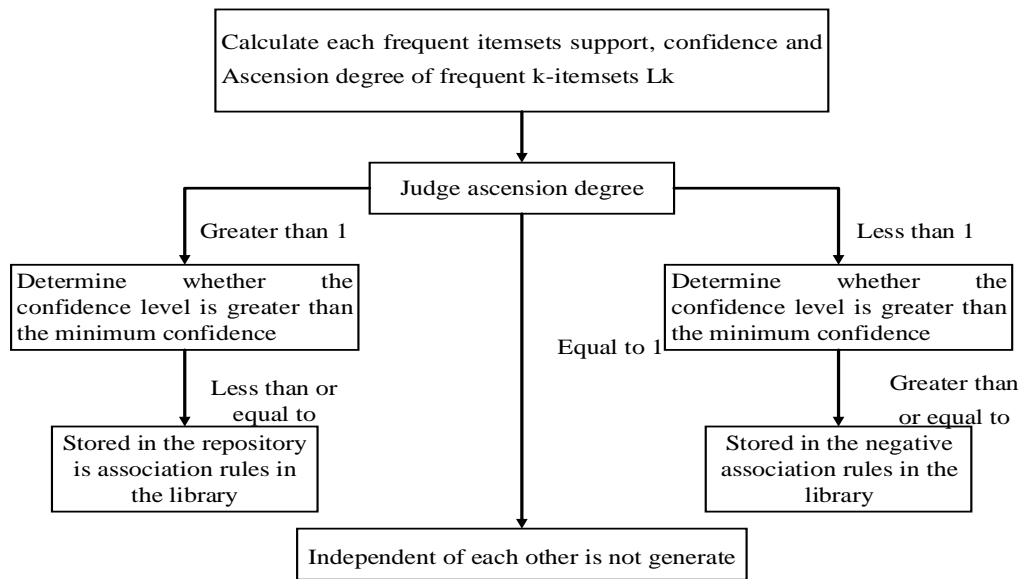 Calculate each frequent itemsets support, confidence and
Ascension degree of frequent k-itemsets Lk
Judge ascension degree
Greater than 1
Less than 1
Determine whether the
confidence level is greater than
the minimum confidence
Equal to 1
Determine whether the
confidence level is greater than
the minimum confidence
Less than or
equal to
Greater than
or equal to
Stored in the repository
is association rules in
the library
Stored in the negative
association rules in the
library
Independent of each other is not generate